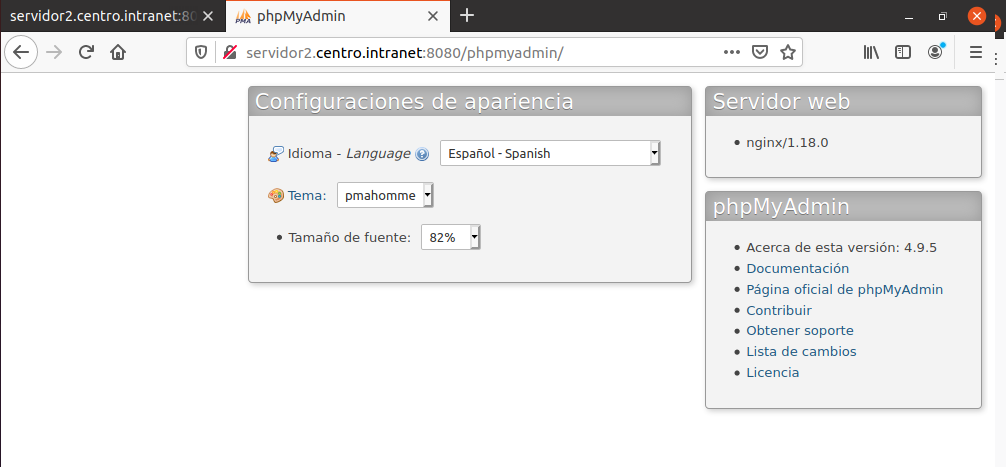 servidor2.centro.intranet:80
phpMyAdmin
servidor2.centro.intranet:8080/phpmyadmin/
Configuraciones de apariencia
Idioma - Language
Español - Spanish
Tema:
pmahomme
Tamaño de fuente:
82%
Servidor web
nginx/1.18.0
phpMyAdmin
Acerca de esta versión: 4.9.5
Documentación
Página oficial de phpMyAdmin
Contribuir
Obtener soporte
Lista de cambios
Licencia